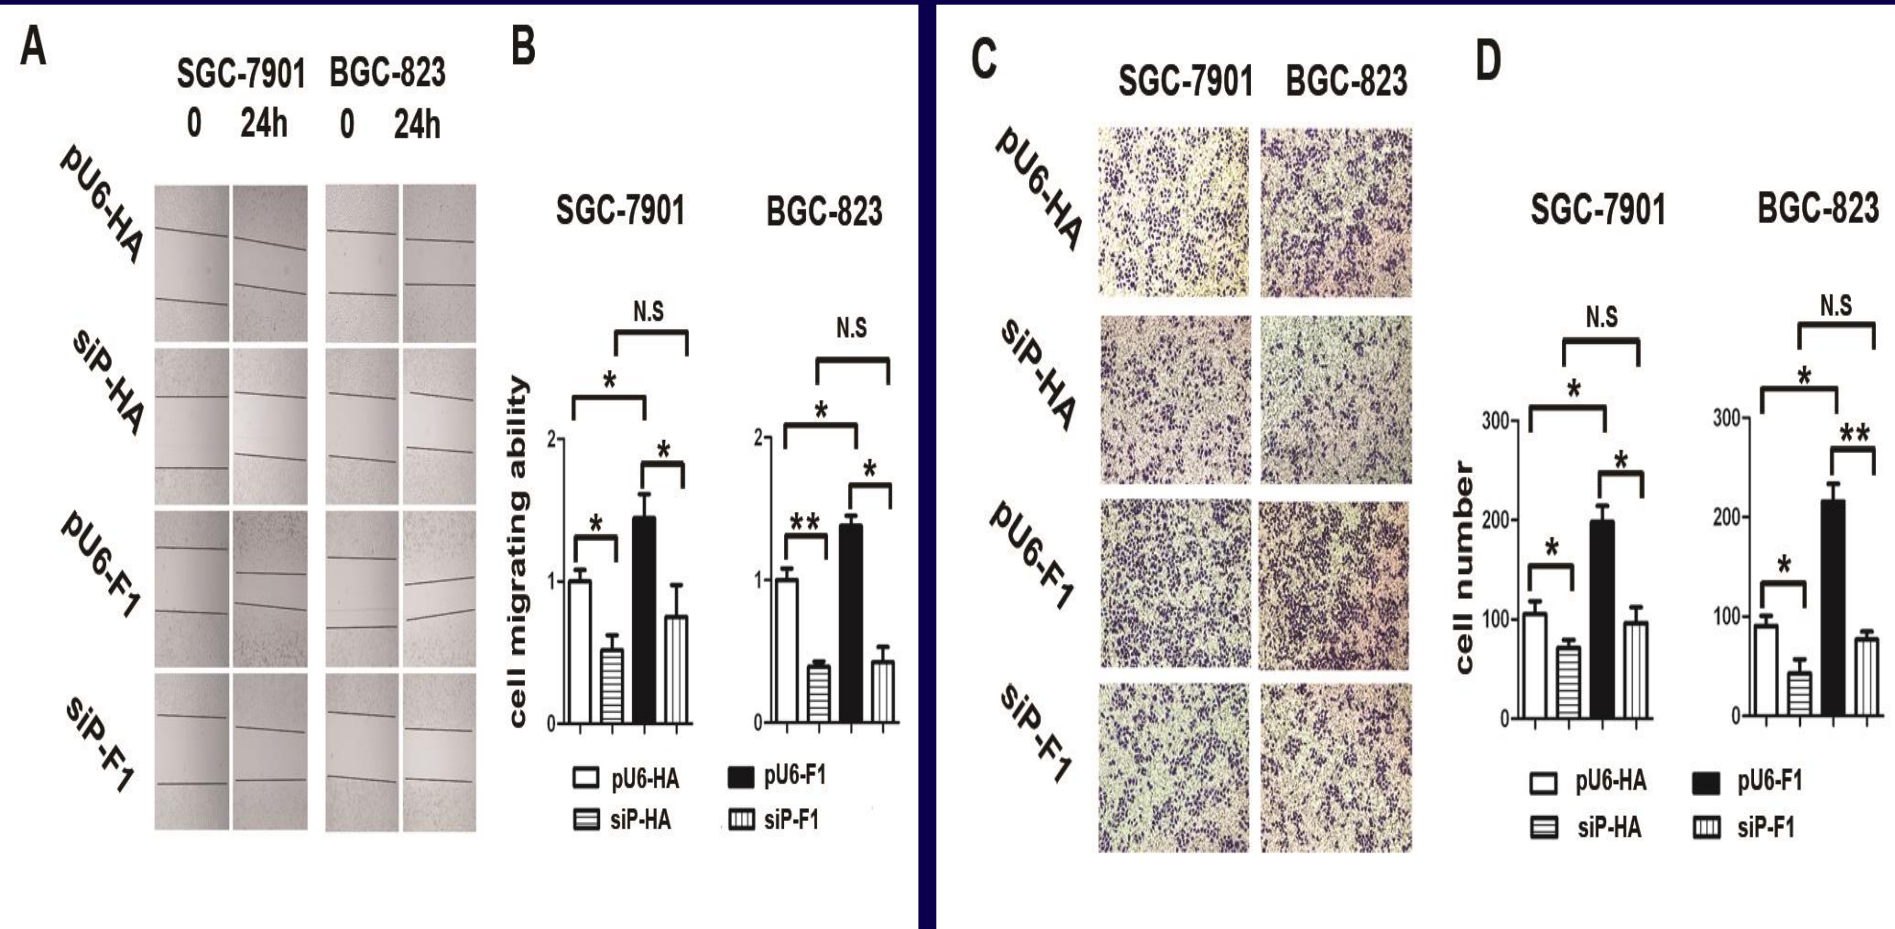 A
SGC-7901 BGC-823
0 24h 0 24h
pU6-HA
siP-HA
pU6-F1
siP-F1
B
SGC-7901 BGC-823
cell migrating ability
N.S
*
*
*
2
1
0
N.S
*
**
*
2
1
0
pU6-HA pU6-F1
siP-HA siP-F1
C
SGC-7901 BGC-823
pU6-HA
siP-HA
pU6-F1
siP-F1
D
SGC-7901 BGC-823
cell number
N.S
*
*
*
300
200
100
0
N.S
*
**
*
300
200
100
0
pU6-HA pU6-F1
siP-HA siP-F1